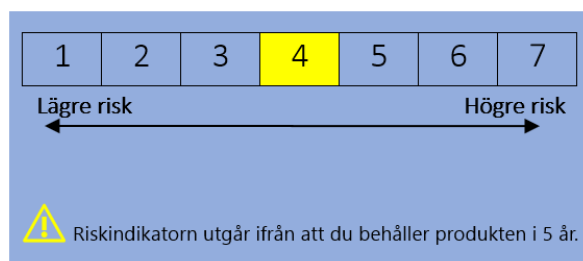 1 2 3 4 5 6 7
Lägre risk Högre risk
Riskindikatorn utgår ifrån att du behåller produkten i 5 år.